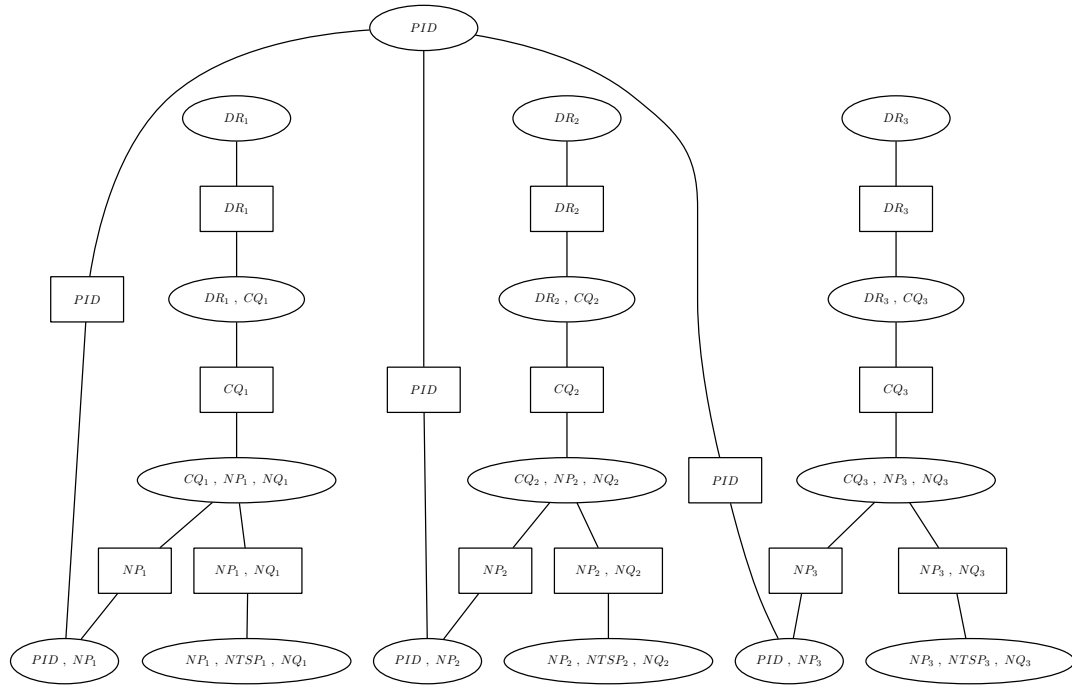 PID
DR₁ DR₂ DR₃
DR₁ DR₂ DR₃
PID DR₁ , CQ₁ DR₂ , CQ₂ DR₃ , CQ₃
CQ₁ PID CQ₂ CQ₃
CQ₁ , NP₁ , NQ₁ CQ₂ , NP₂ , NQ₂ PID CQ₃ , NP₃ , NQ₃
NP₁ NP₁ , NQ₁ NP₂ NP₂ , NQ₂ NP₃ NP₃ , NQ₃
PID , NP₁ NP₁ , NTSP₁ , NQ₁ PID , NP₂ NP₂ , NTSP₂ , NQ₂ PID , NP₃ NP₃ , NTSP₃ , NQ₃